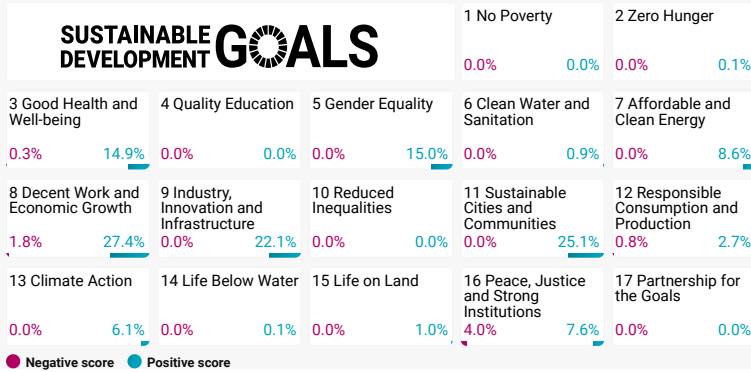 SUSTAINABLE
DEVELOPMENT
GOALS
1 No Poverty
0.0% 0.0%
2 Zero Hunger
0.0% 0.1%
3 Good Health and
Well-being
0.3% 14.9%
4 Quality Education
0.0% 0.0%
5 Gender Equality
0.0% 15.0%
6 Clean Water and
Sanitation
0.0% 0.9%
7 Affordable and
Clean Energy
0.0% 8.6%
8 Decent Work and
Economic Growth
1.8% 27.4%
9 Industry,
Innovation and
Infrastructure
0.0% 22.1%
10 Reduced
Inequalities
0.0% 0.0%
11 Sustainable
Cities and
Communities
0.0% 25.1%
12 Responsible
Consumption and
Production
0.8% 2.7%
13 Climate Action
0.0% 6.1%
14 Life Below Water
0.0% 0.1%
15 Life on Land
0.0% 1.0%
16 Peace, Justice
and Strong
Institutions
4.0% 7.6%
17 Partnership for
the Goals
0.0% 0.0%
Negative score Positive score